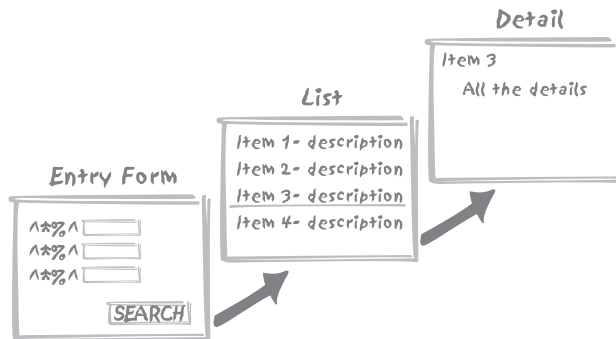 Detail
Item 3
All the details
List
Item 1- description
Item 2- description
Item 3- description
Item 4- description
Entry Form
^*%^
^*%^
^*%^
SEARCH